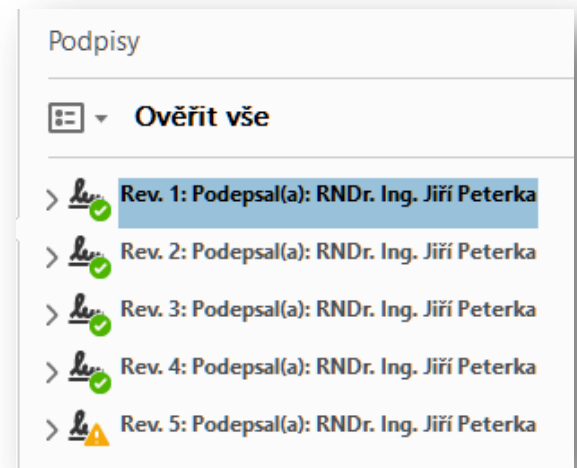 Podpisy
Ověřit vše
Rev. 1: Podepsal(a): RNDr. Ing. Jiří Peterka
Rev. 2: Podepsal(a): RNDr. Ing. Jiří Peterka
Rev. 3: Podepsal(a): RNDr. Ing. Jiří Peterka
Rev. 4: Podepsal(a): RNDr. Ing. Jiří Peterka
Rev. 5: Podepsal(a): RNDr. Ing. Jiří Peterka